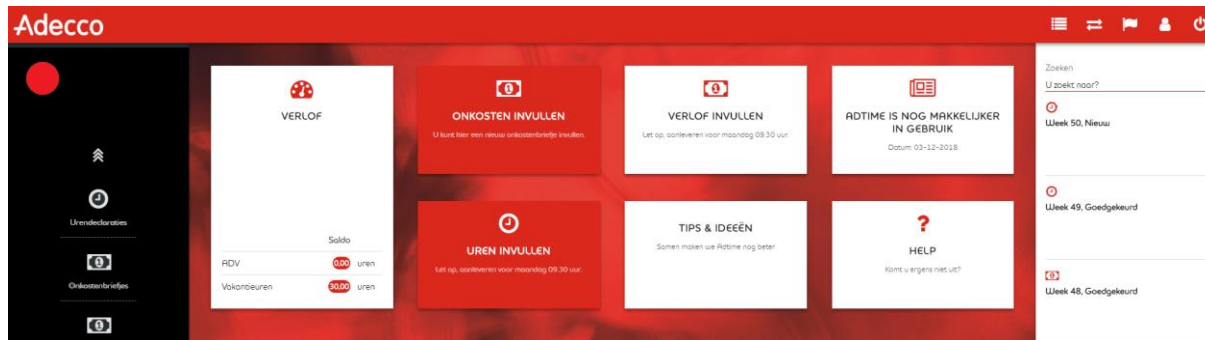 Adecco
Urendeclaraties
Onkostenbriefjes
VERLOF
Saldo
ADV 0,00 uren
Vakantieuren 30,00 uren
ONKOSTEN INVULLEN
U kunt hier een nieuw onkostenbriefje invullen.
VERLOF INVULLEN
Let op, aanleveren voor maandag 09.30 uur.
ADTIME IS NOG MAKKELIJKER
IN GEBRUIK
Datum: 03-12-2018
UREN INVULLEN
Let op, aanleveren voor maandag 09.30 uur.
TIPS & IDEEËN
Samen maken we Adtime nog beter
HELP
Komt u ergens niet uit?
Zoeken
U zoekt naar?
Week 50, Nieuw
Week 49, Goedgekeurd
Week 48, Goedgekeurd